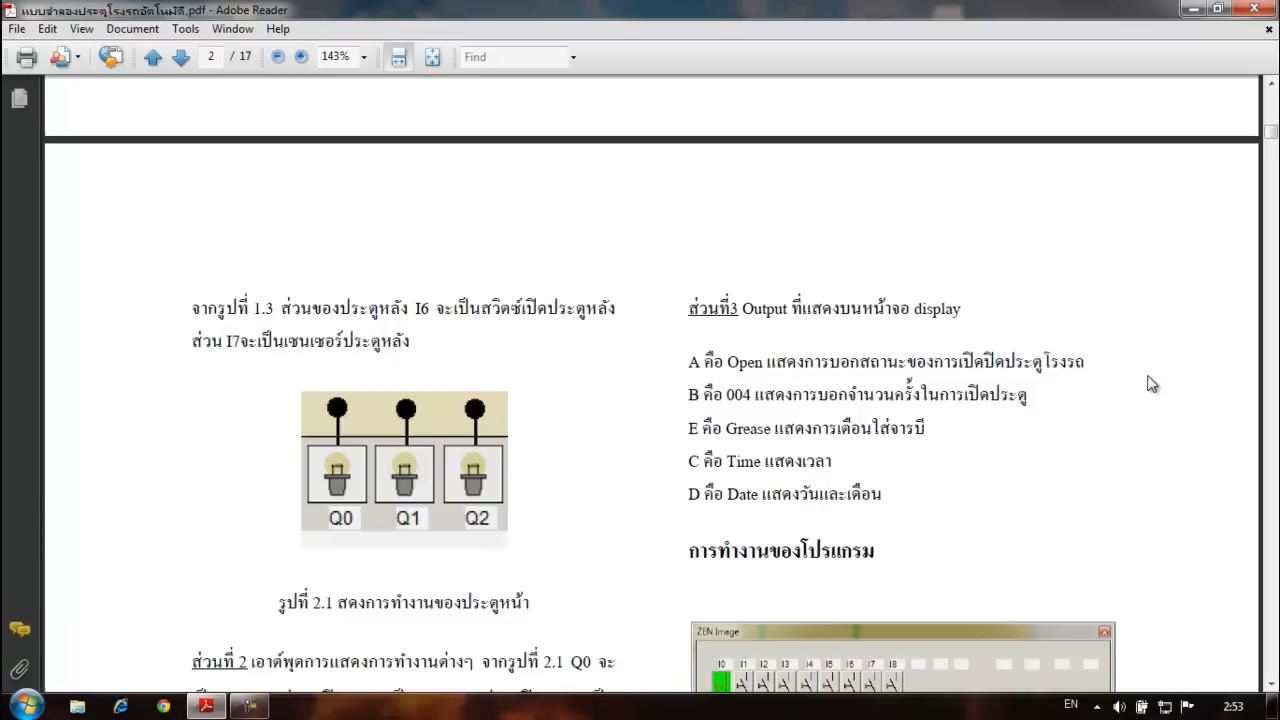 แบบจำลองประตูโรงรถอัตโนมัติ.pdf - Adobe Reader
File Edit View Document Tools Window Help
2 / 17 143% Find
จากรูปที่ 1.3 ส่วนของประตูหลัง I6 จะเป็นสวิตซ์เปิดประตูหลัง
ส่วน I7จะเป็นเซนเซอร์ประตูหลัง
Q0 Q1 Q2
รูปที่ 2.1 สดงการทำงานของประตูหน้า
ส่วนที่ 2 เอาต์พุตการแสดงการทำงานต่างๆ จากรูปที่ 2.1 Q0 จะ
ส่วนที่3 Output ที่แสดงบนหน้าจอ display
A คือ Open แสดงการบอกสถานะของการเปิดปิดประตูโรงรถ
B คือ 004 แสดงการบอกจำนวนครั้งในการเปิดประตู
E คือ Grease แสดงการเตือนใส่จารบี
C คือ Time แสดงเวลา
D คือ Date แสดงวันและเดือน
การทำงานของโปรแกรม
ZEN Image
I0 I1 I2 I3 I4 I5 I6 I7 I8
EN 2:53